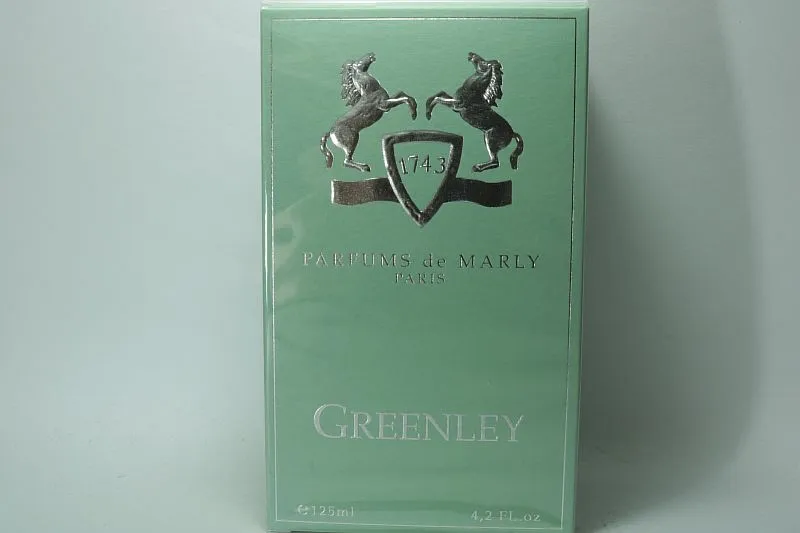 1743
PARFUMS de MARLY
PARIS
GREENLEY
℮125ml 4,2 FL.oz